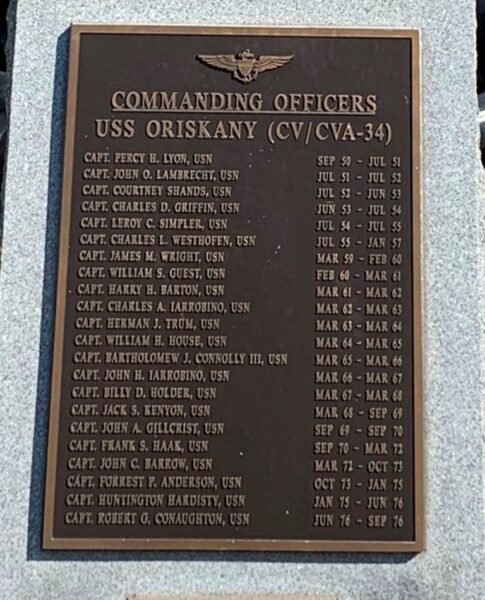 COMMANDING OFFICERS
USS ORISKANY (CV/CVA-34)
CAPT. PERCY H. LYON, USN SEP 50 - JUL 51
CAPT. JOHN O. LAMBRECHT, USN JUL 51 - JUL 52
CAPT. COURTNEY SHANDS, USN JUL 52 - JUN 53
CAPT. CHARLES D. GRIFFIN, USN JUN 53 - JUL 54
CAPT. LEROY C. SIMPLER, USN JUL 54 - JUL 55
CAPT. CHARLES L. WESTHOFEN, USN JUL 55 - JAN 57
CAPT. JAMES M. WRIGHT, USN MAR 59 - FEB 60
CAPT. WILLIAM S. GUEST, USN FEB 60 - MAR 61
CAPT. HARRY H. BARTON, USN MAR 61 - MAR 62
CAPT. CHARLES A. IARROBINO, USN MAR 62 - MAR 63
CAPT. HERMAN J. TRUM, USN MAR 63 - MAR 64
CAPT. WILLIAM H. HOUSE, USN MAR 64 - MAR 65
CAPT. BARTHOLOMEW J. CONNOLLY III, USN MAR 65 - MAR 66
CAPT. JOHN H. IARROBINO, USN MAR 66 - MAR 67
CAPT. BILLY D. HOLDER, USN MAR 67 - MAR 68
CAPT. JACK S. KENYON, USN MAR 68 - SEP 69
CAPT. JOHN A. GILLCRIST, USN SEP 69 - SEP 70
CAPT. FRANK S. HAAK, USN SEP 70 - MAR 72
CAPT. JOHN C. BARROW, USN MAR 72 - OCT 73
CAPT. FORREST P. ANDERSON, USN OCT 73 - JAN 75
CAPT. HUNTINGTON HARDISTY, USN JAN 75 - JUN 76
CAPT. ROBERT G. CONAUGHTON, USN JUN 76 - SEP 76